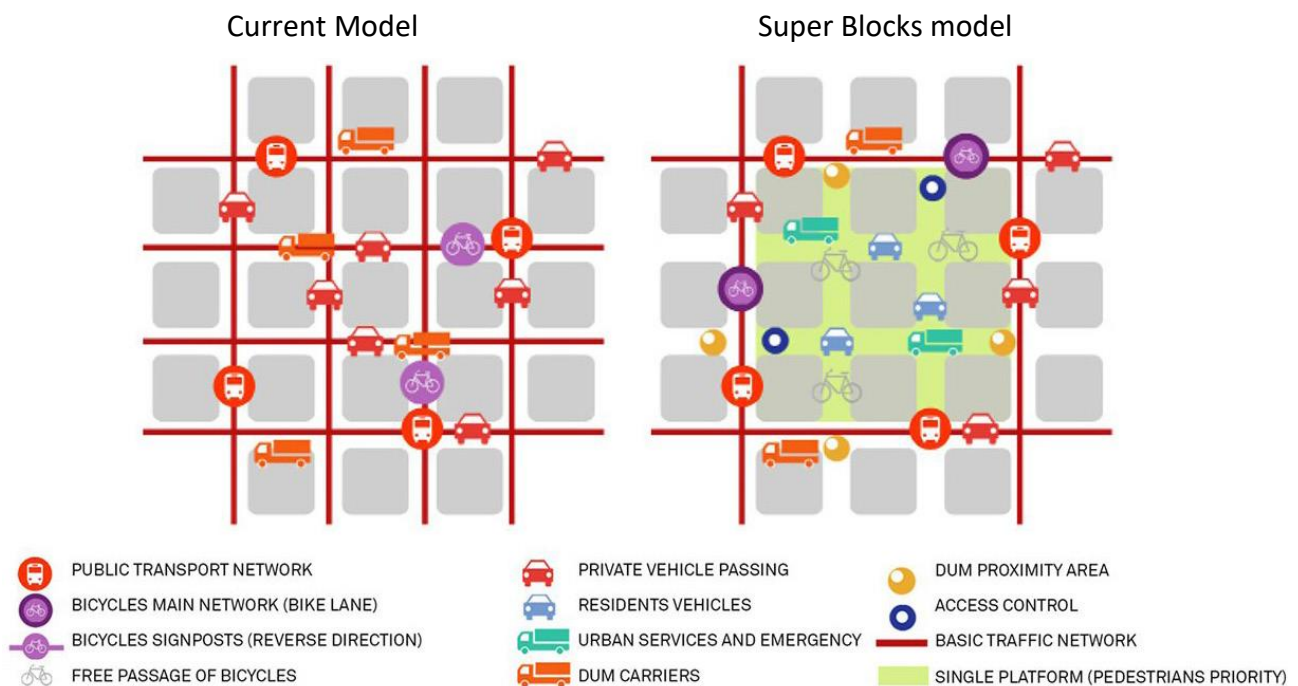 Current Model
Super Blocks model
PUBLIC TRANSPORT NETWORK
BICYCLES MAIN NETWORK (BIKE LANE)
BICYCLES SIGNPOSTS (REVERSE DIRECTION)
FREE PASSAGE OF BICYCLES
PRIVATE VEHICLE PASSING
RESIDENTS VEHICLES
URBAN SERVICES AND EMERGENCY
DUM CARRIERS
DUM PROXIMITY AREA
ACCESS CONTROL
BASIC TRAFFIC NETWORK
SINGLE PLATFORM (PEDESTRIANS PRIORITY)